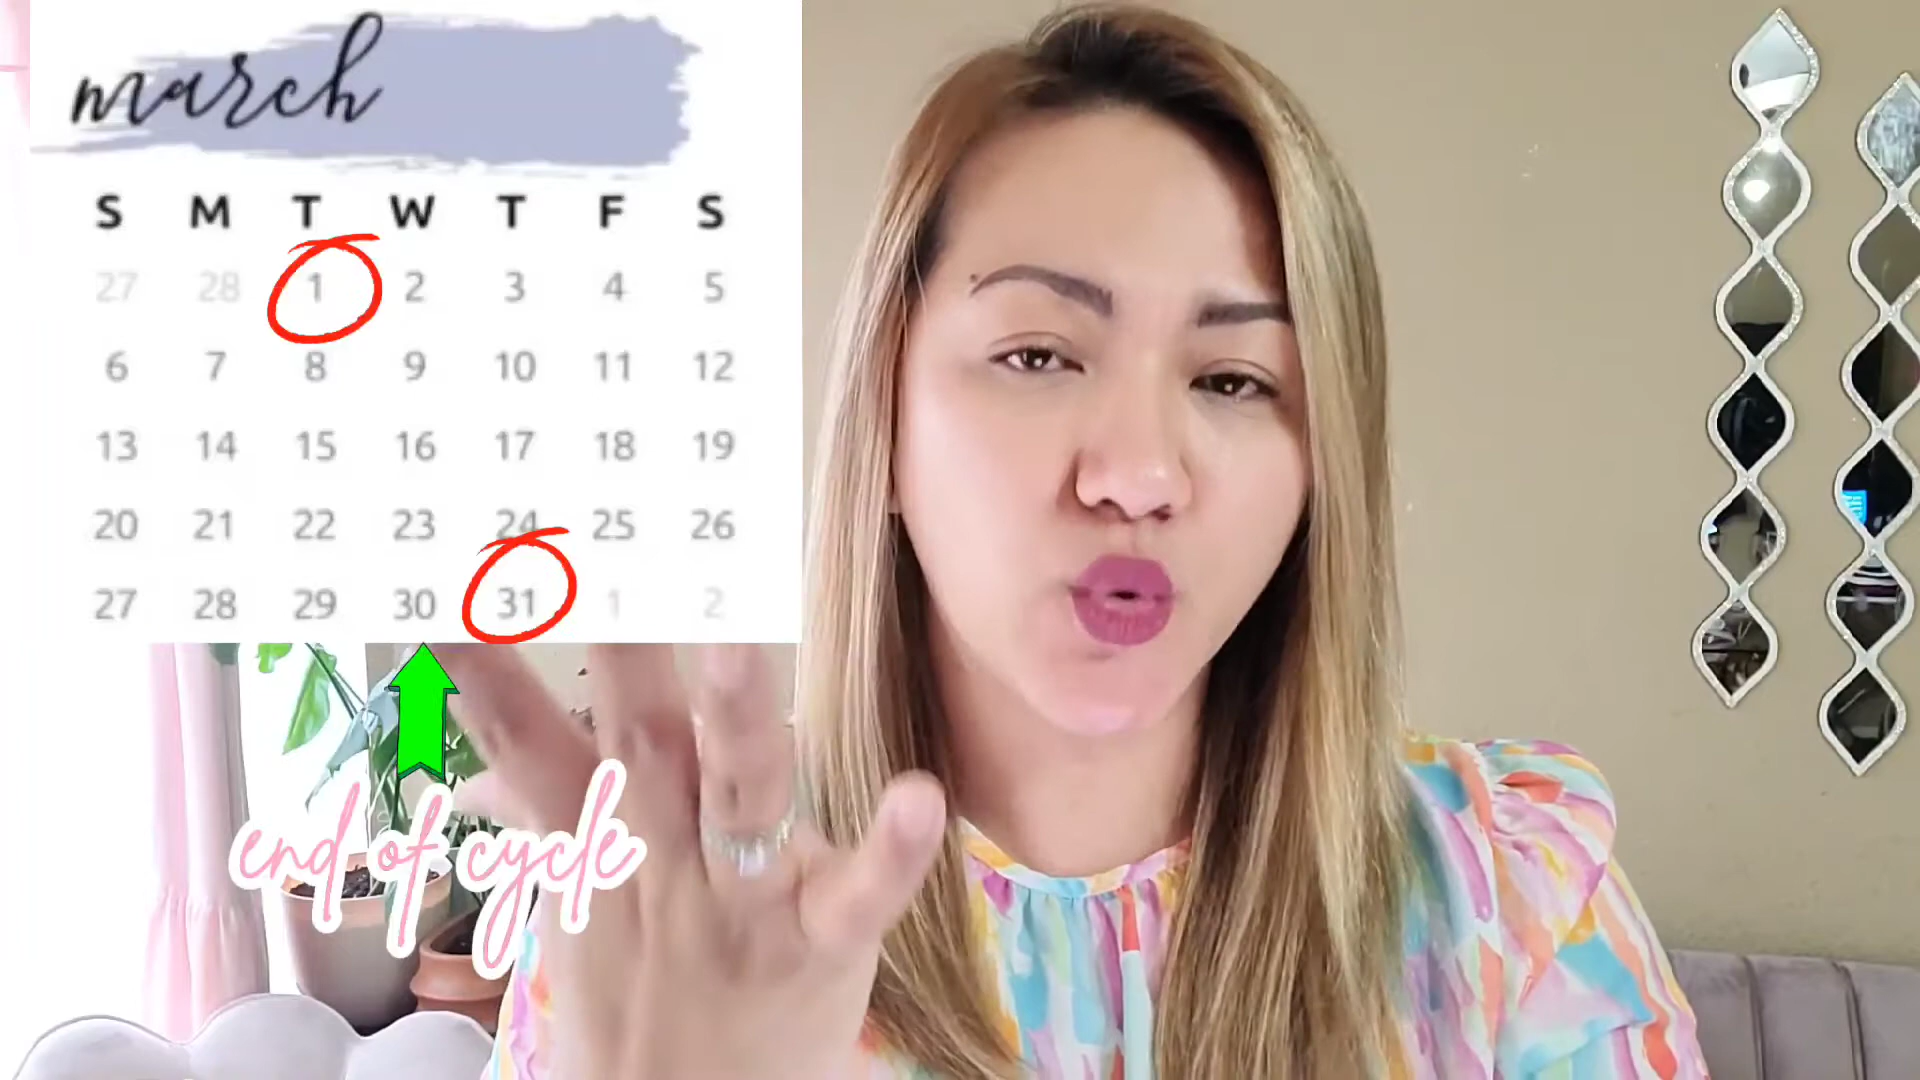 march
S M T W T F S
27 28 1 2 3 4 5
6 7 8 9 10 11 12
13 14 15 16 17 18 19
20 21 22 23 24 25 26
27 28 29 30 31 1 2
end of cycle